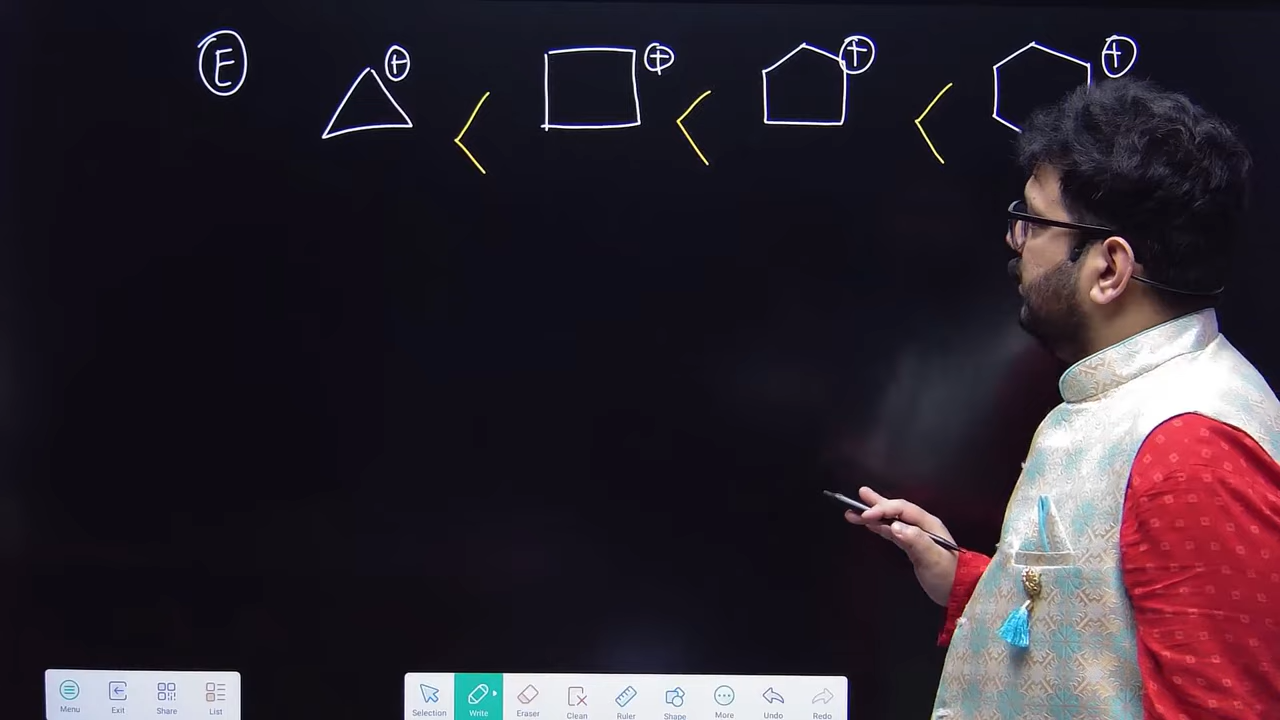 E + < + < + < +
Menu Exit Share List Selection Write Eraser Clean Ruler Shape More Undo Redo